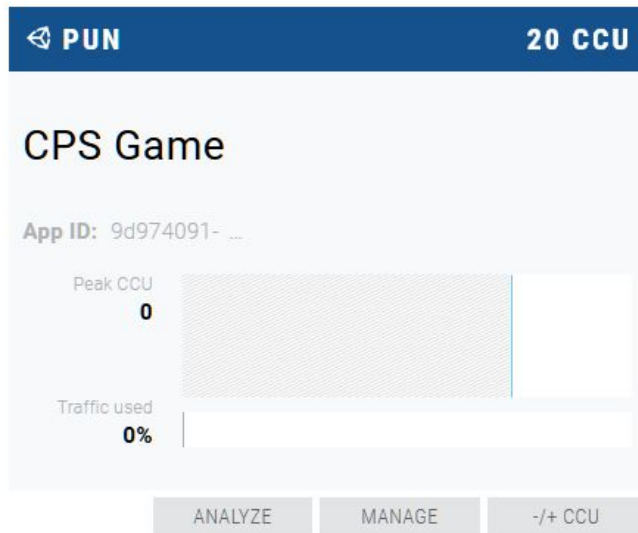 PUN 20 CCU
CPS Game
App ID: 9d974091- ...
Peak CCU
0
Traffic used
0%
ANALYZE MANAGE -/+ CCU